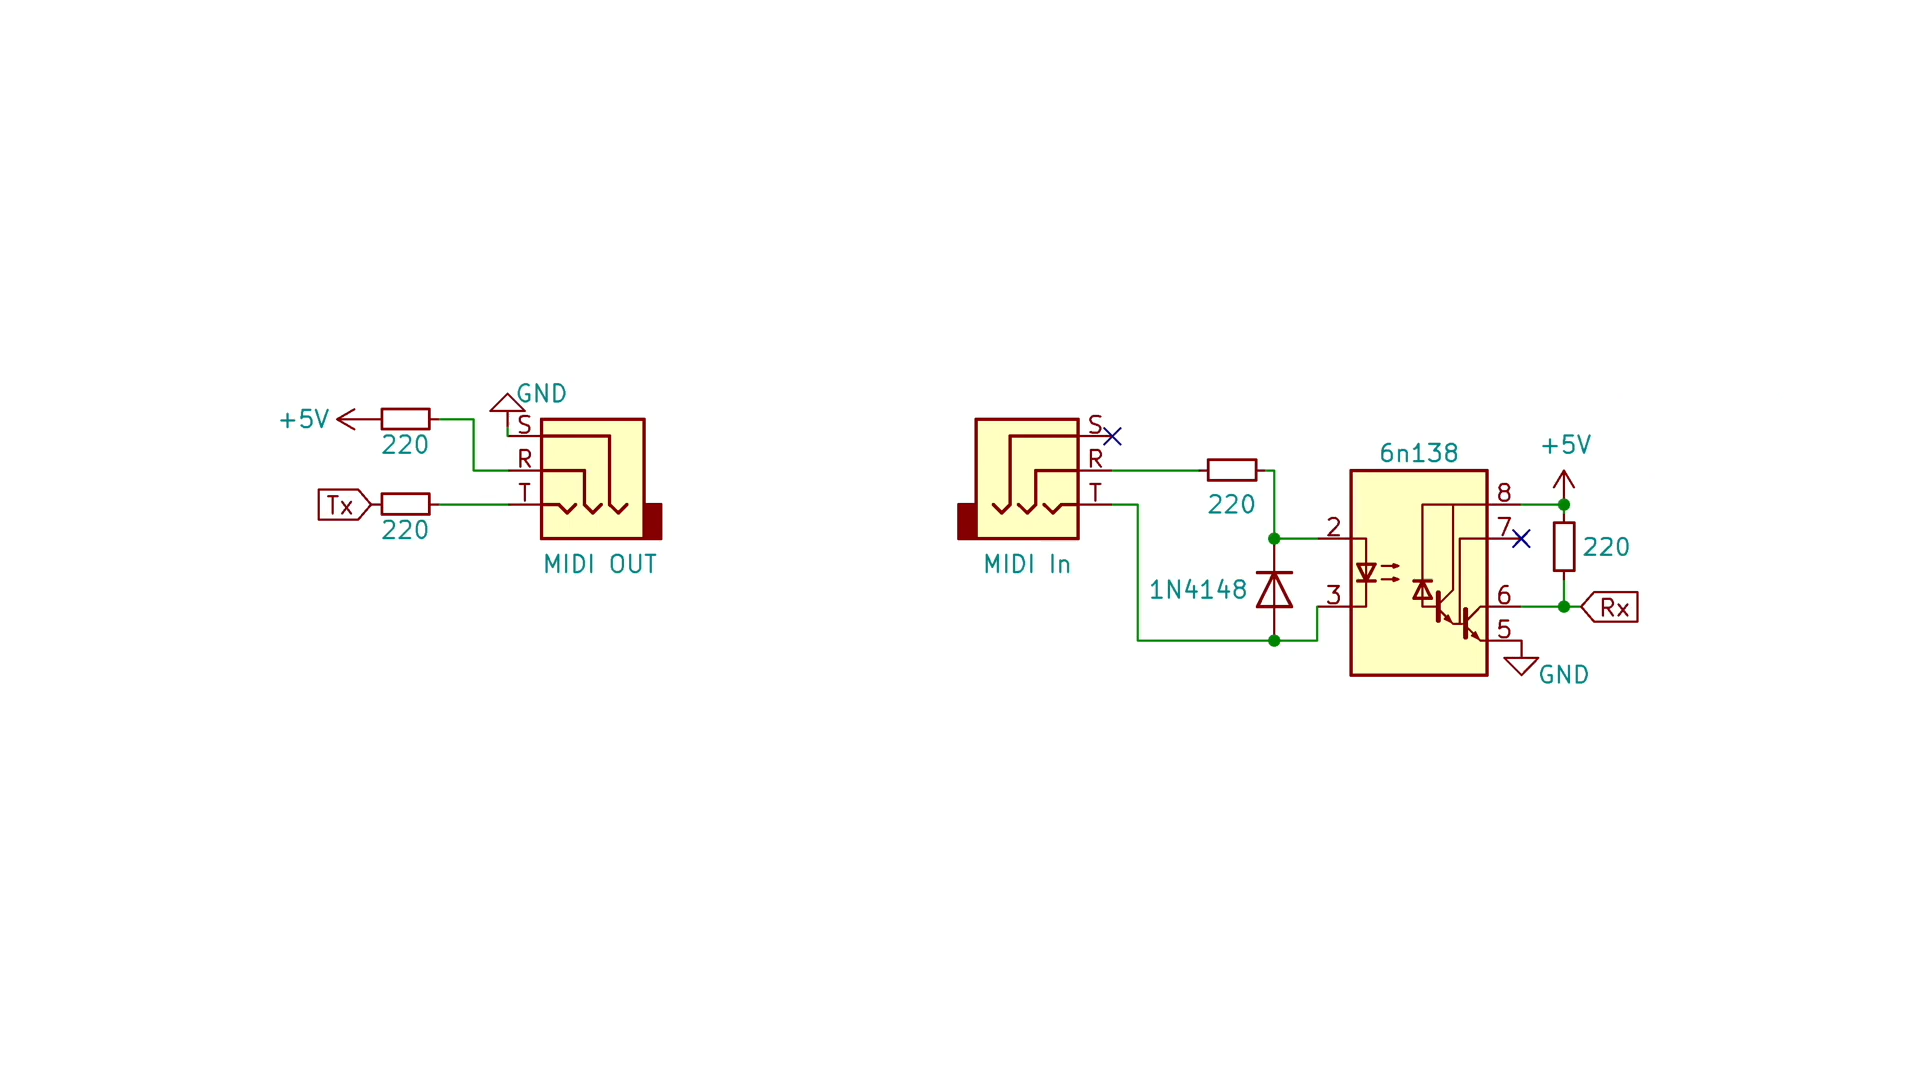 +5V
220
GND
S
R
T
Tx
220
MIDI OUT
S
R
T
MIDI In
220
1N4148
6n138
2
3
8
7
6
5
+5V
220
Rx
GND